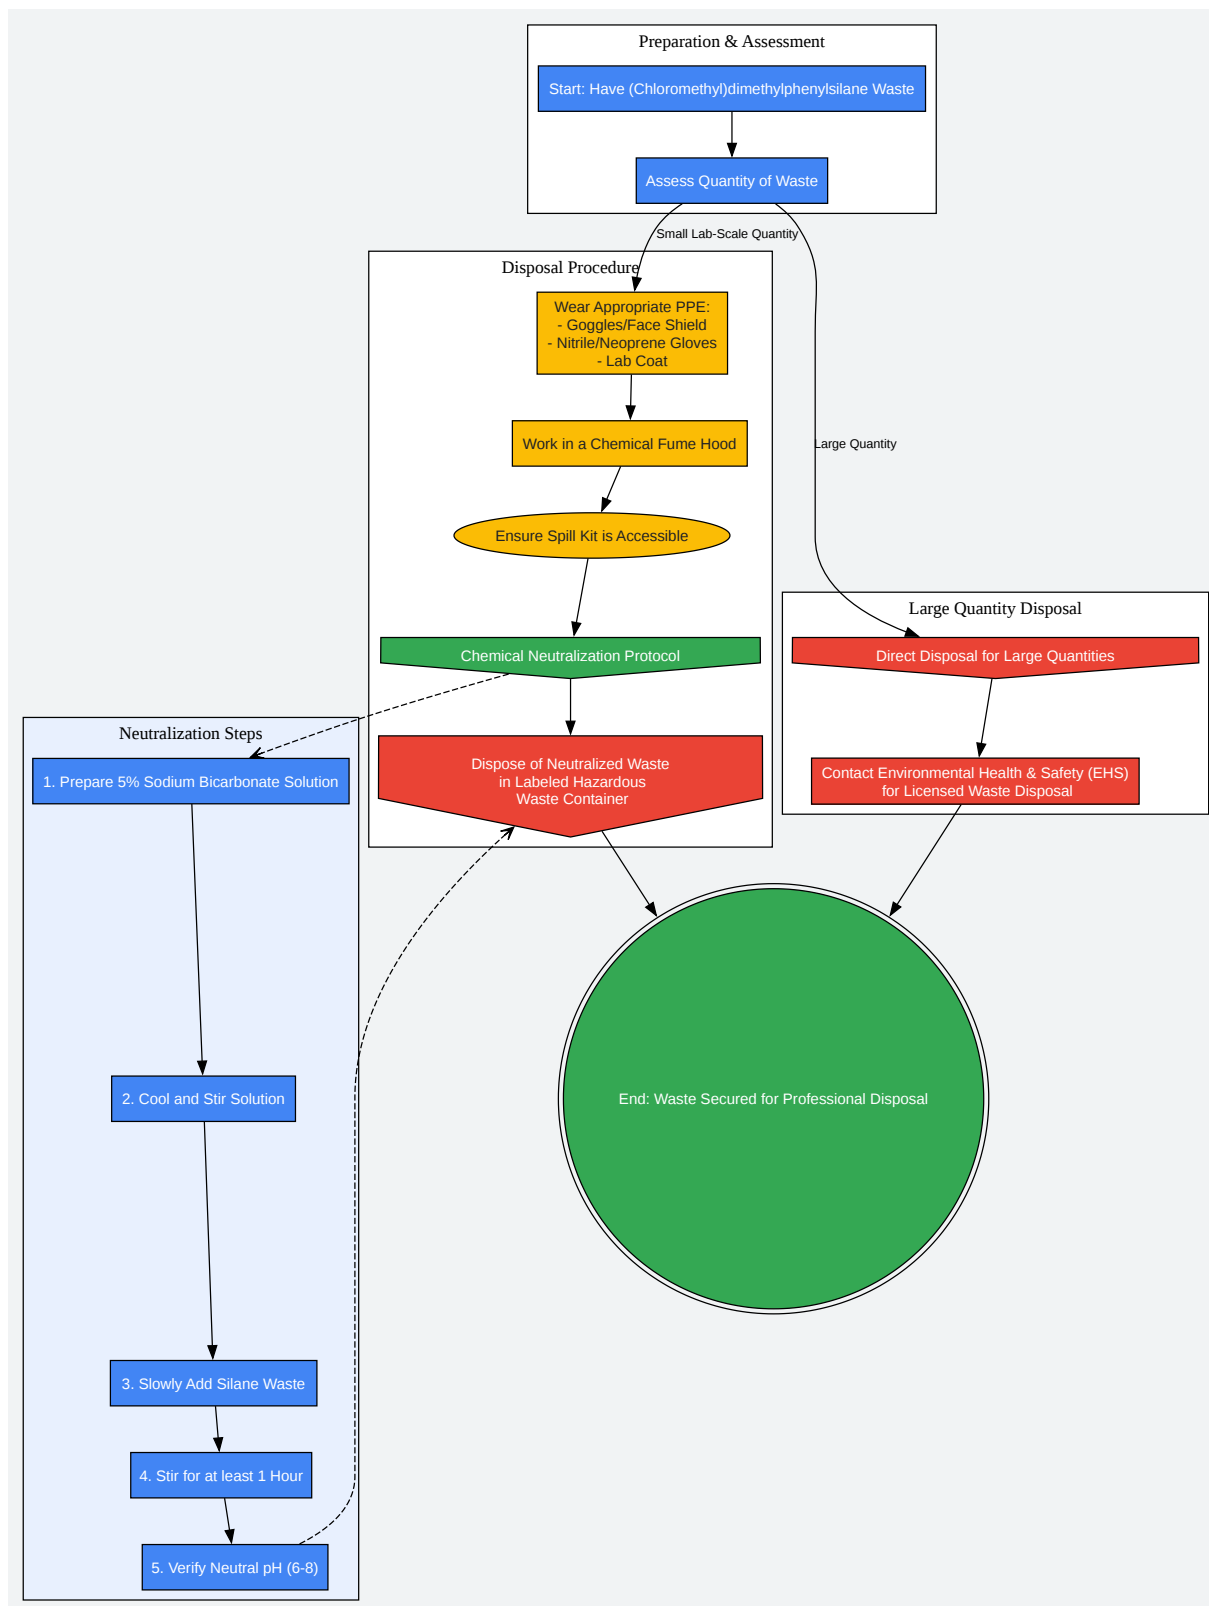 Preparation & Assessment
Start: Have (Chloromethyl)dimethylphenylsilane Waste
Assess Quantity of Waste
Small Lab-Scale Quantity
Disposal Procedure
Wear Appropriate PPE:
- Goggles/Face Shield
- Nitrile/Neoprene Gloves
- Lab Coat
Work in a Chemical Fume Hood
Large Quantity
Ensure Spill Kit is Accessible
Large Quantity Disposal
Chemical Neutralization Protocol
Direct Disposal for Large Quantities
Neutralization Steps
1. Prepare 5% Sodium Bicarbonate Solution
Dispose of Neutralized Waste
in Labeled Hazardous
Waste Container
Contact Environmental Health & Safety (EHS)
for Licensed Waste Disposal
2. Cool and Stir Solution
End: Waste Secured for Professional Disposal
3. Slowly Add Silane Waste
4. Stir for at least 1 Hour
5. Verify Neutral pH (6-8)